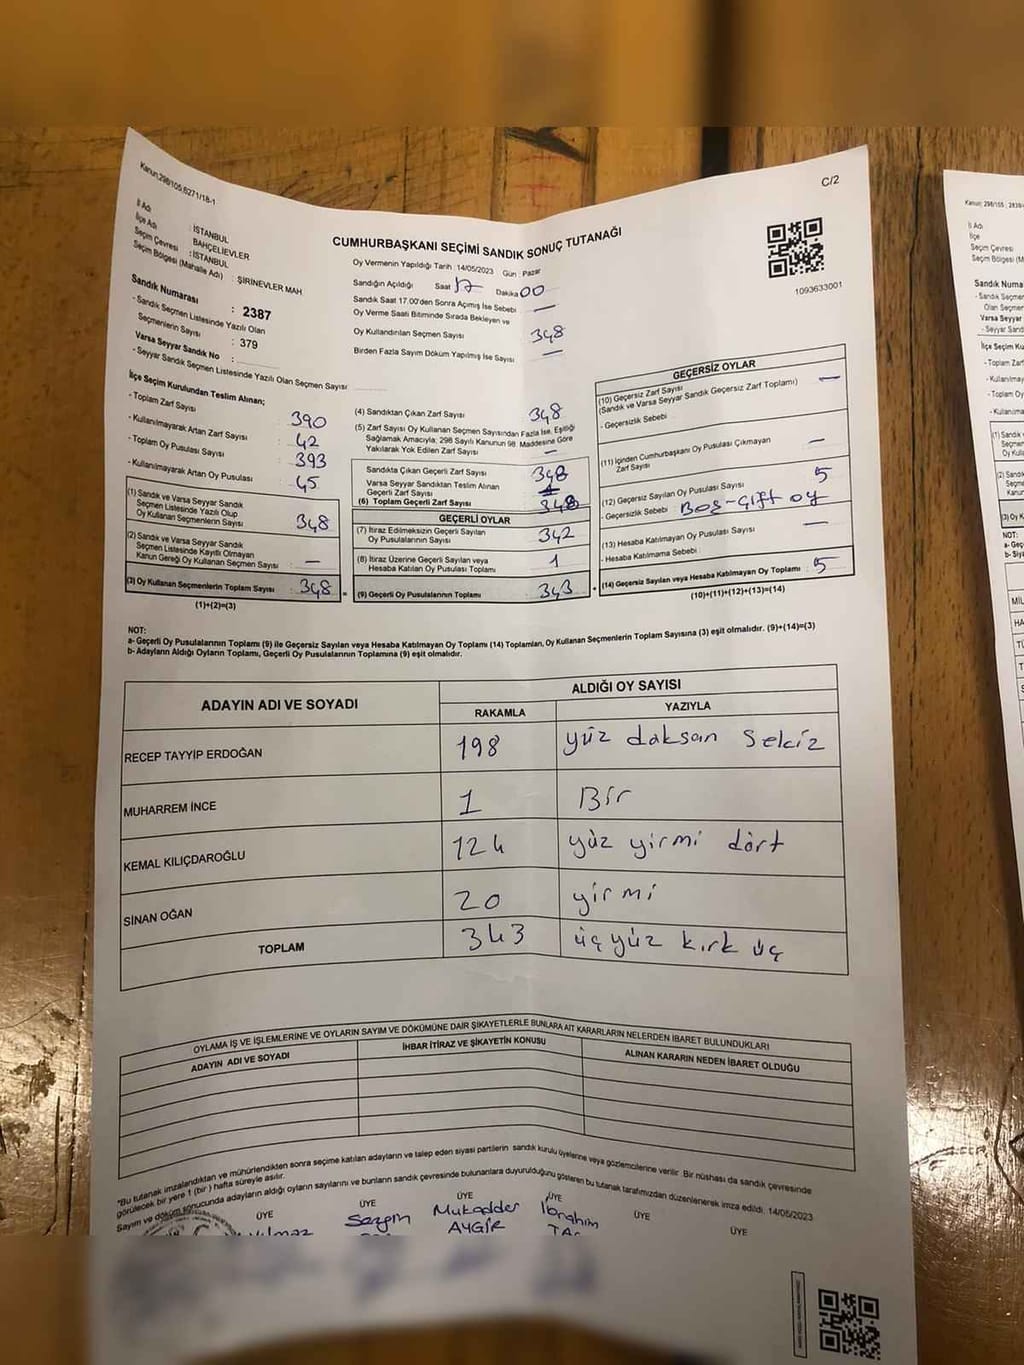 Kanun;298/105,6271/18-1
C/2
İl Adı : İSTANBUL
İlçe Adı : BAHÇELİEVLER
Seçim Çevresi : İSTANBUL
Seçim Bölgesi (Mahalle Adı) : ŞİRİNEVLER MAH
CUMHURBAŞKANI SEÇİMİ SANDIK SONUÇ TUTANAĞI
Oy Vermenin Yapıldığı Tarih :14/05/2023 Gün : Pazar
Sandığın Açıldığı Saat 17 Dakika 00
Sandık Saat 17.00'den Sonra Açımış İse Sebebi —
Oy Verme Saati Bitiminde Sırada Bekleyen ve
Oy Kullandırılan Seçmen Sayısı 348
Birden Fazla Sayım Döküm Yapılmış İse Sayısı —
1093633001
Sandık Numarası : 2387
- Sandık Seçmen Listesinde Yazılı Olan
Seçmenlerin Sayısı : 379
Varsa Seyyar Sandık No :
- Seyyar Sandık Seçmen Listesinde Yazılı Olan Seçmen Sayısı
İlçe Seçim Kurulundan Teslim Alınan;
- Toplam Zarf Sayısı 390
- Kullanılmayarak Artan Zarf Sayısı 42
- Toplam Oy Pusulası 393
- Kullanılmayarak Artan Oy Pusulası 45
(1) Sandık ve Varsa Seyyar Sandık
Seçmen Listesinde Yazılı Olup
Oy Kullanan Seçmenlerin Sayısı 348
(2) Sandık ve Varsa Seyyar Sandık
Seçmen Listesinde Kayıtlı Olmayan
Kanun Gereği Oy Kullanan Seçmen Sayısı : —
(3) Oy Kullanan Seçmenlerin Toplam Sayısı : 348
(1)+(2)=(3)
(4) Sandıktan Çıkan Zarf Sayısı 348
(5) Zarf Sayısı Oy Kullanan Seçmen Sayısından Fazla İse, Eşitliği
Sağlamak Amacıyla; 298 Sayılı Kanunun 98. Maddesine Göre
Yakılarak Yok Edilen Zarf Sayısı —
Sandıkta Çıkan Geçerli Zarf Sayısı 348
Varsa Seyyar Sandıktan Teslim Alınan
Geçerli Zarf Sayısı
(6) Toplam Geçerli Zarf Sayısı 348
GEÇERLİ OYLAR
(7) İtiraz Edilmeksizin Geçerli Sayılan
Oy Pusulalarının Sayısı : 342
(8) İtiraz Üzerine Geçerli Sayılan veya
Hesaba Katılan Oy Pusulası Toplamı 1
(9) Geçerli Oy Pusulalarının Toplamı 343
GEÇERSİZ OYLAR
(10) Geçersiz Zarf Sayısı
(Sandık ve Varsa Seyyar Sandık Geçersiz Zarf Toplamı) —
- Geçersizlik Sebebi
(11) İçinden Cumhurbaşkanı Oy Pusulası Çıkmayan
Zarf Sayısı —
(12) Geçersiz Sayılan Oy Pusulası Sayısı 5
- Geçersizlik Sebebi Boş-Çift oy
(13) Hesaba Katılmayan Oy Pusulası Sayısı —
- Hesaba Katılmama Sebebi
(14) Geçersiz Sayılan veya Hesaba Katılmayan Oy Toplamı : 5
(10)+(11)+(12)+(13)=(14)
NOT:
a- Geçerli Oy Pusulalarının Toplamı (9) ile Geçersiz Sayılan veya Hesaba Katılmayan Oy Toplamı (14) Toplamları, Oy Kullanan Seçmenlerin Toplam Sayısına (3) eşit olmalıdır. (9)+(14)=(3)
b- Adayların Aldığı Oyların Toplamı, Geçerli Oy Pusulalarının Toplamına (9) eşit olmalıdır.
ADAYIN ADI VE SOYADI
ALDIĞI OY SAYISI
RAKAMLA YAZIYLA
RECEP TAYYİP ERDOĞAN 198 yüz doksan sekiz
MUHARREM İNCE 1 Bir
KEMAL KILIÇDAROĞLU 124 yüz yirmi dört
SİNAN OĞAN 20 yirmi
TOPLAM 343 üçyüz kırk üç
OYLAMA İŞ VE İŞLEMLERİNE VE OYLARIN SAYIM VE DÖKÜMÜNE DAİR ŞİKAYETLERLE BUNLARA AİT KARARLARIN NELERDEN İBARET BULUNDUKLARI
ADAYIN ADI VE SOYADI İHBAR İTİRAZ VE ŞİKAYETİN KONUSU ALINAN KARARIN NEDEN İBARET OLDUĞU
"Bu tutanak imzalandıktan ve mühürlendikten sonra seçime katılan adayların ve talep eden siyasi partilerin sandık kurulu üyelerine veya gözlemcilerine verilir. Bir nüshası da sandık çevresinde
görülecek bir yere 1 (bir) hafta süreyle asılır.
Sayım ve döküm sonucunda adayların aldığı oyların sayılarını ve bunların sandık çevresinde bulunanlara duyurulduğunu gösteren bu tutanak tarafımızdan düzenlenerek imza edildi. 14/05/2023
ÜYE ÜYE ÜYE ÜYE ÜYE ÜYE
Sezgin Mukadder İbrahim
AYGİR
İl Adı
İlçe
Seçim Çevresi
Seçim Bölgesi (Mahalle